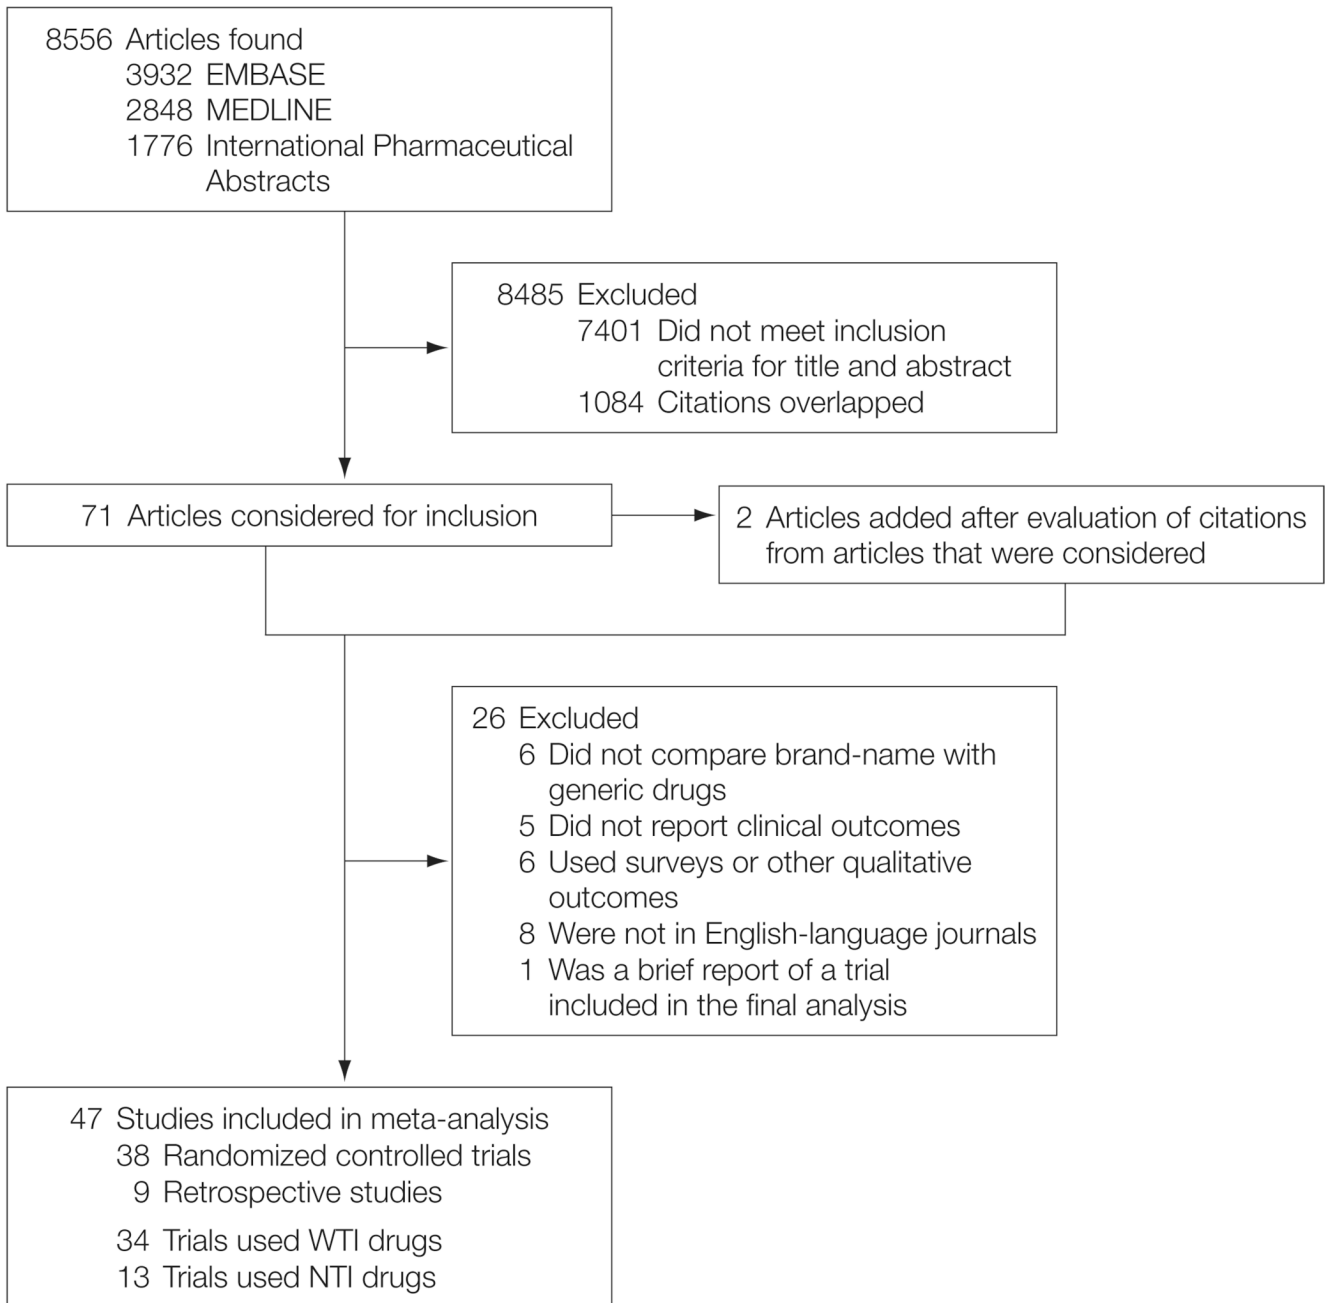 8556 Articles found
3932 EMBASE
2848 MEDLINE
1776 International Pharmaceutical
Abstracts
8485 Excluded
7401 Did not meet inclusion
criteria for title and abstract
1084 Citations overlapped
71 Articles considered for inclusion
2 Articles added after evaluation of citations
from articles that were considered
26 Excluded
6 Did not compare brand-name with
generic drugs
5 Did not report clinical outcomes
6 Used surveys or other qualitative
outcomes
8 Were not in English-language journals
1 Was a brief report of a trial
included in the final analysis
47 Studies included in meta-analysis
38 Randomized controlled trials
9 Retrospective studies
34 Trials used WTI drugs
13 Trials used NTI drugs